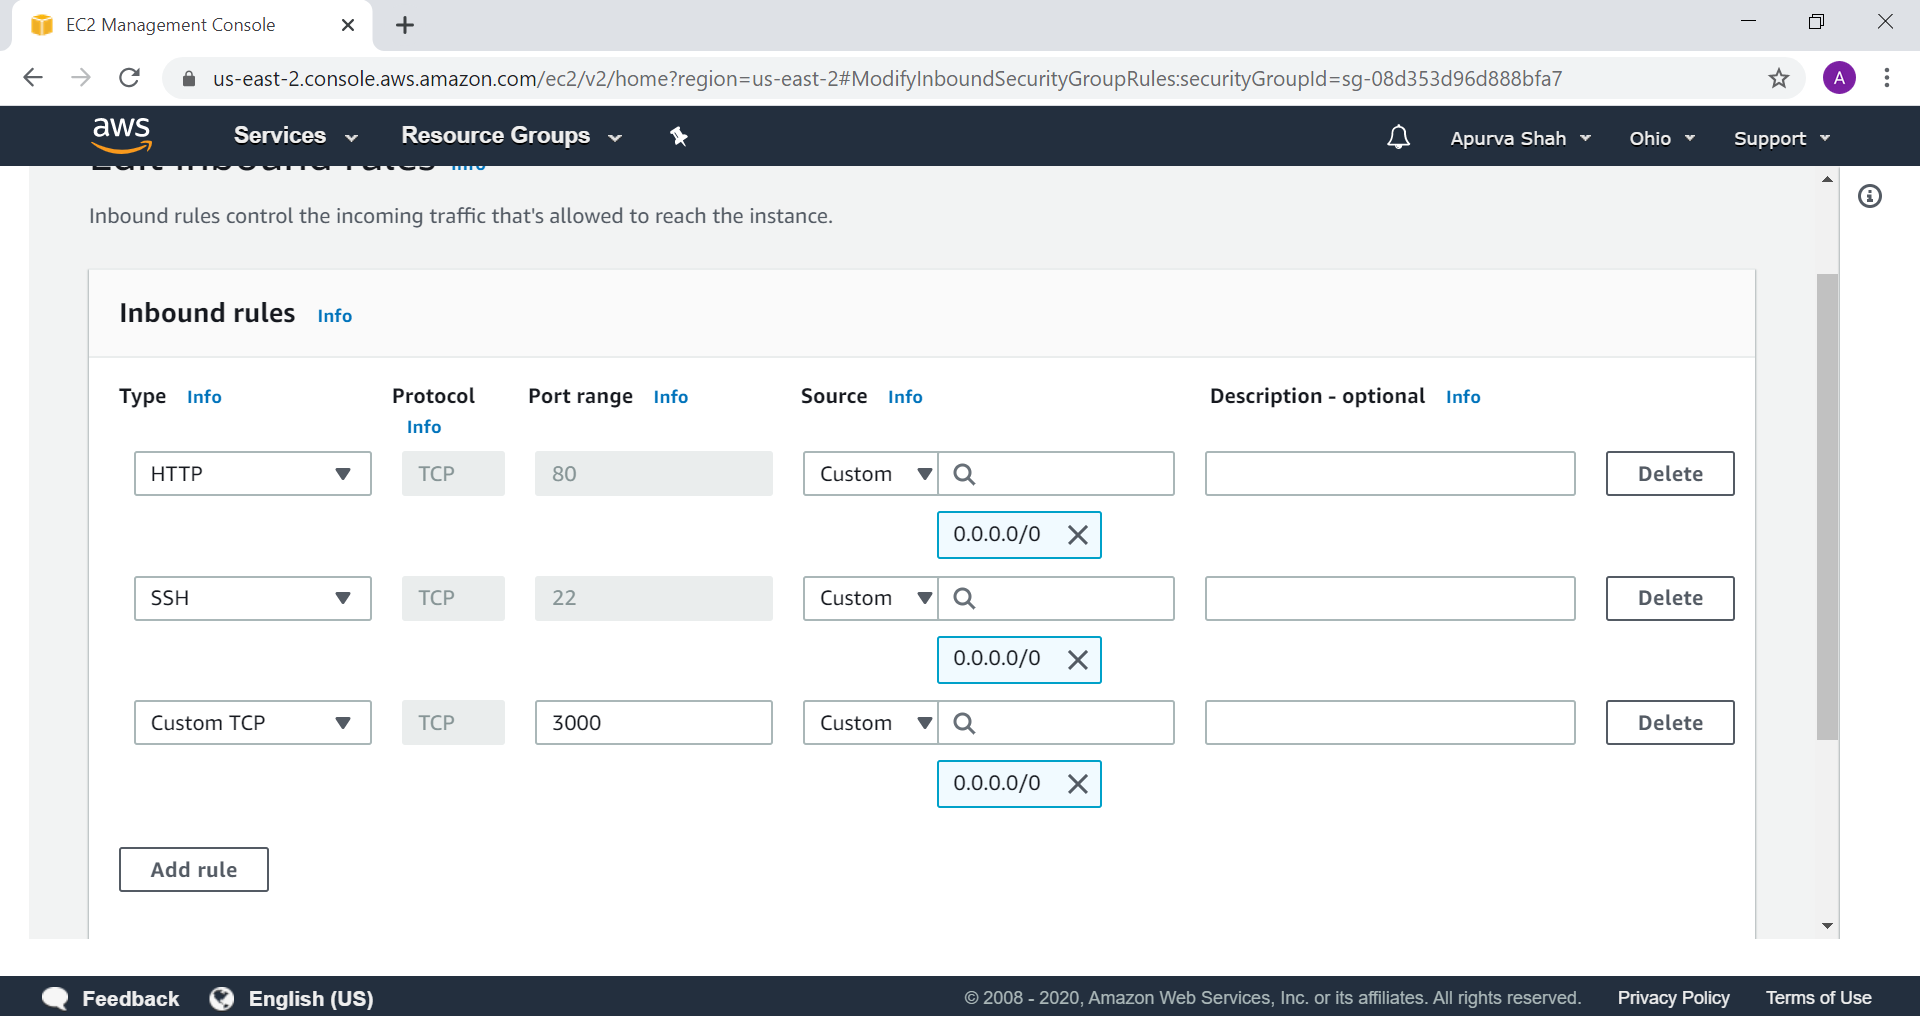 EC2 Management Console
us-east-2.console.aws.amazon.com/ec2/v2/home?region=us-east-2#ModifyInboundSecurityGroupRules:securityGroupId=sg-08d353d96d888bfa7
A
aws Services Resource Groups Apurva Shah Ohio Support
Edit inbound rules Info
Inbound rules control the incoming traffic that's allowed to reach the instance.
Inbound rules Info
Type Info Protocol Info Port range Info Source Info Description - optional Info
HTTP TCP 80 Custom Delete
0.0.0.0/0
SSH TCP 22 Custom Delete
0.0.0.0/0
Custom TCP TCP 3000 Custom Delete
0.0.0.0/0
Add rule
Feedback English (US) © 2008 - 2020, Amazon Web Services, Inc. or its affiliates. All rights reserved. Privacy Policy Terms of Use